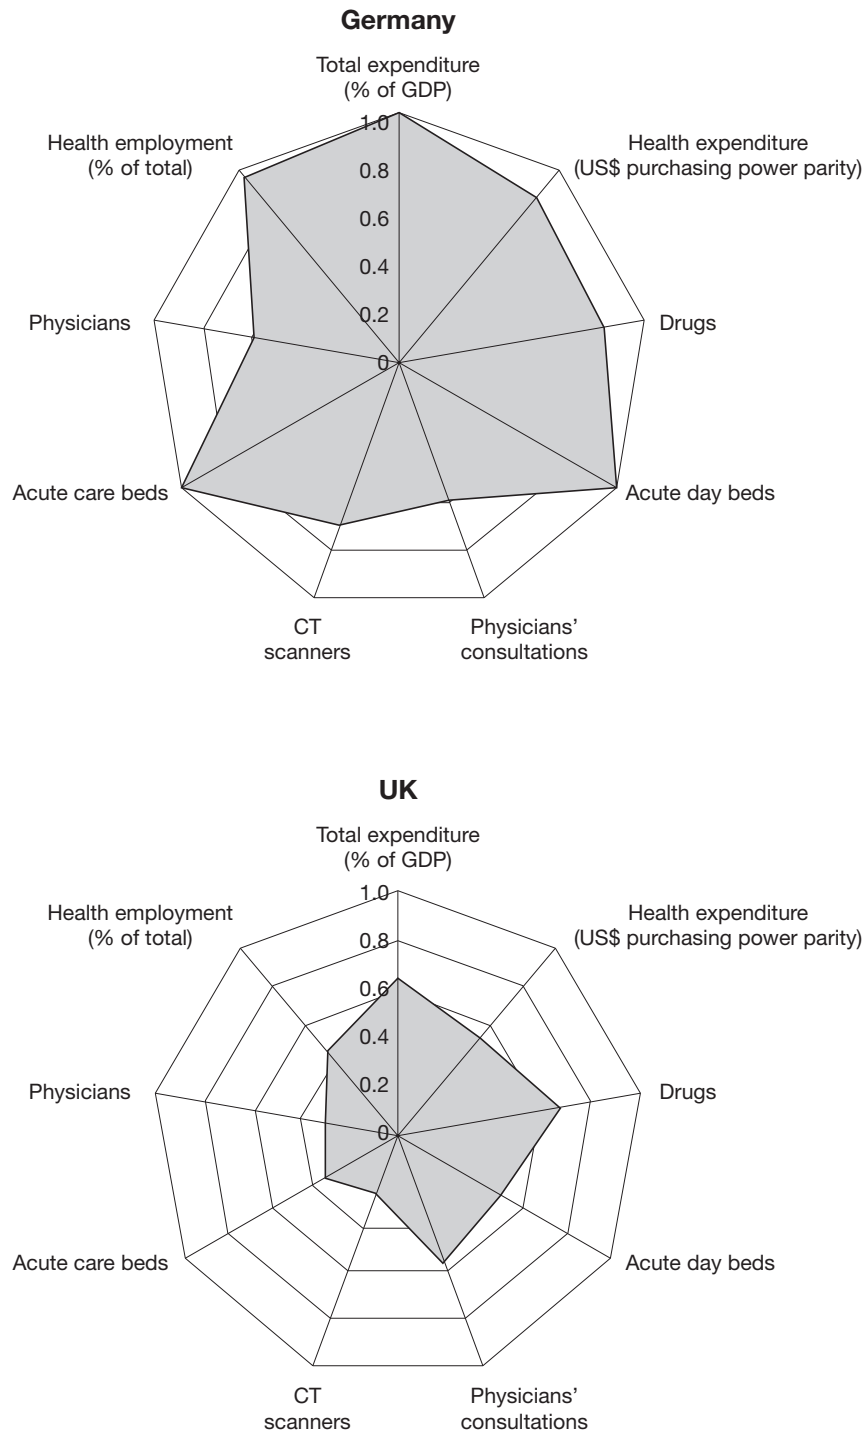 Germany
Total expenditure
(% of GDP)
Health employment
(% of total)
Health expenditure
(US$ purchasing power parity)
1.0
0.8
0.6
0.4
0.2
0
Physicians
Drugs
Acute care beds
Acute day beds
CT
scanners
Physicians’
consultations
UK
Total expenditure
(% of GDP)
Health employment
(% of total)
Health expenditure
(US$ purchasing power parity)
1.0
0.8
0.6
0.4
0.2
0
Physicians
Drugs
Acute care beds
Acute day beds
CT
scanners
Physicians’
consultations